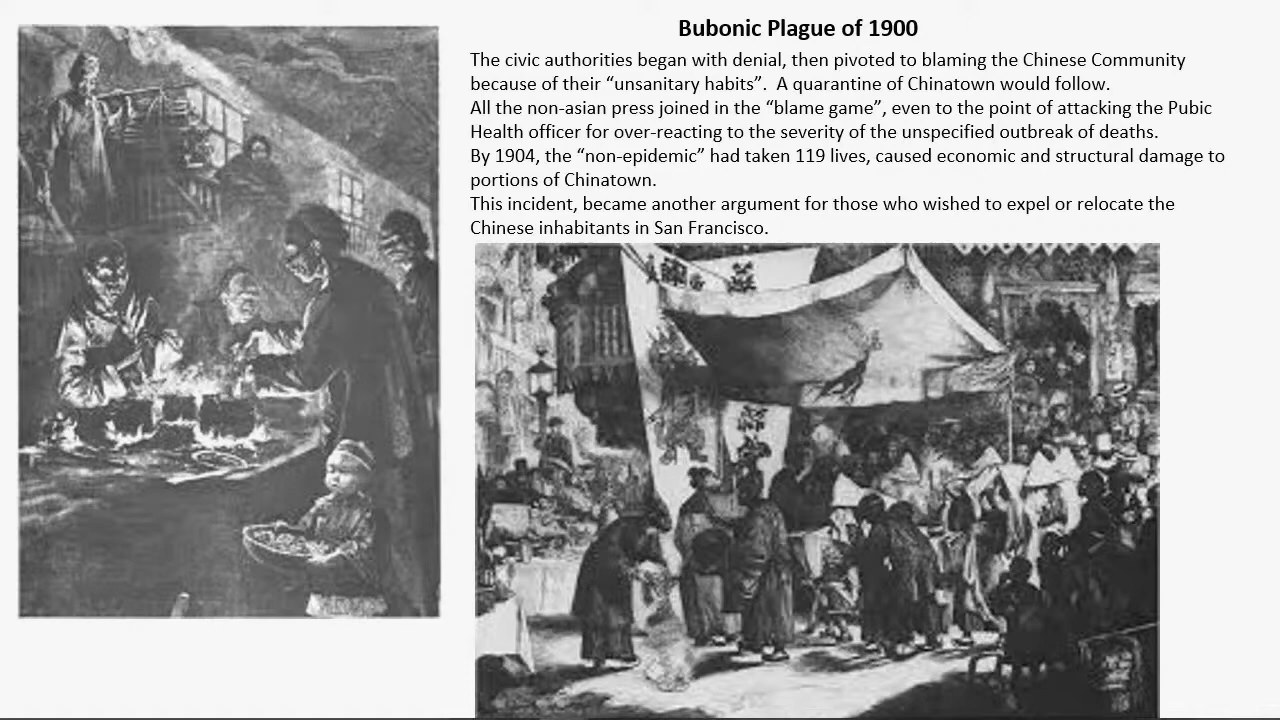 Bubonic Plague of 1900
The civic authorities began with denial, then pivoted to blaming the Chinese Community
because of their “unsanitary habits”.  A quarantine of Chinatown would follow.
All the non-asian press joined in the “blame game”, even to the point of attacking the Pubic
Health officer for over-reacting to the severity of the unspecified outbreak of deaths.
By 1904, the “non-epidemic” had taken 119 lives, caused economic and structural damage to
portions of Chinatown.
This incident, became another argument for those who wished to expel or relocate the
Chinese inhabitants in San Francisco.